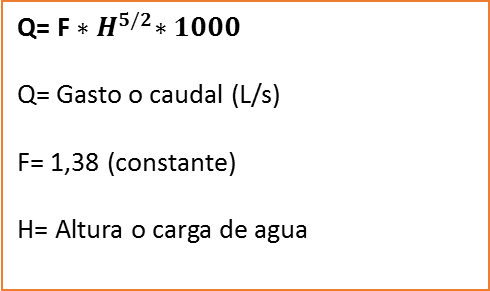 Q= F * H^{5/2} * 1000
Q= Gasto o caudal (L/s)
F= 1,38 (constante)
H= Altura o carga de agua